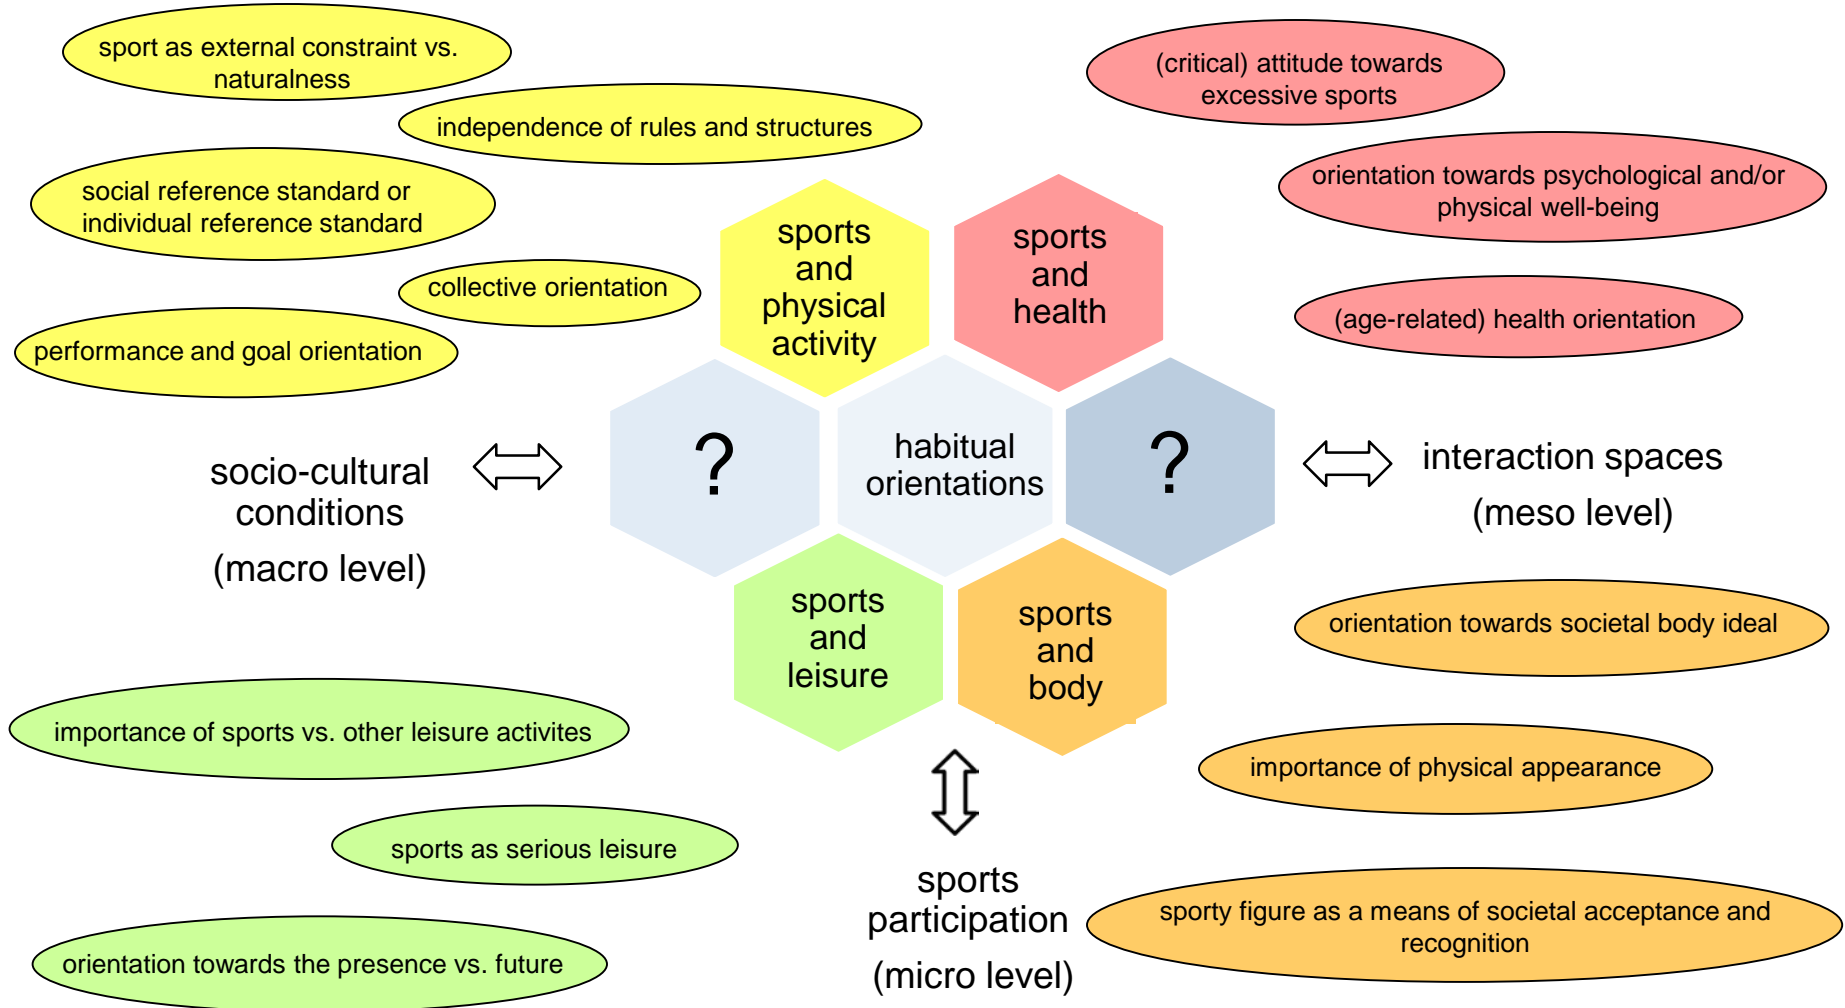 sport as external constraint vs.
naturalness
independence of rules and structures
social reference standard or
individual reference standard
collective orientation
performance and goal orientation
(critical) attitude towards
excessive sports
orientation towards psychological and/or
physical well-being
(age-related) health orientation
sports
and
physical
activity
sports
and
health
?
habitual
orientations
?
socio-cultural
conditions
(macro level)
interaction spaces
(meso level)
sports
and
leisure
sports
and
body
importance of sports vs. other leisure activites
sports as serious leisure
orientation towards the presence vs. future
sports
participation
(micro level)
orientation towards societal body ideal
importance of physical appearance
sporty figure as a means of societal acceptance and
recognition